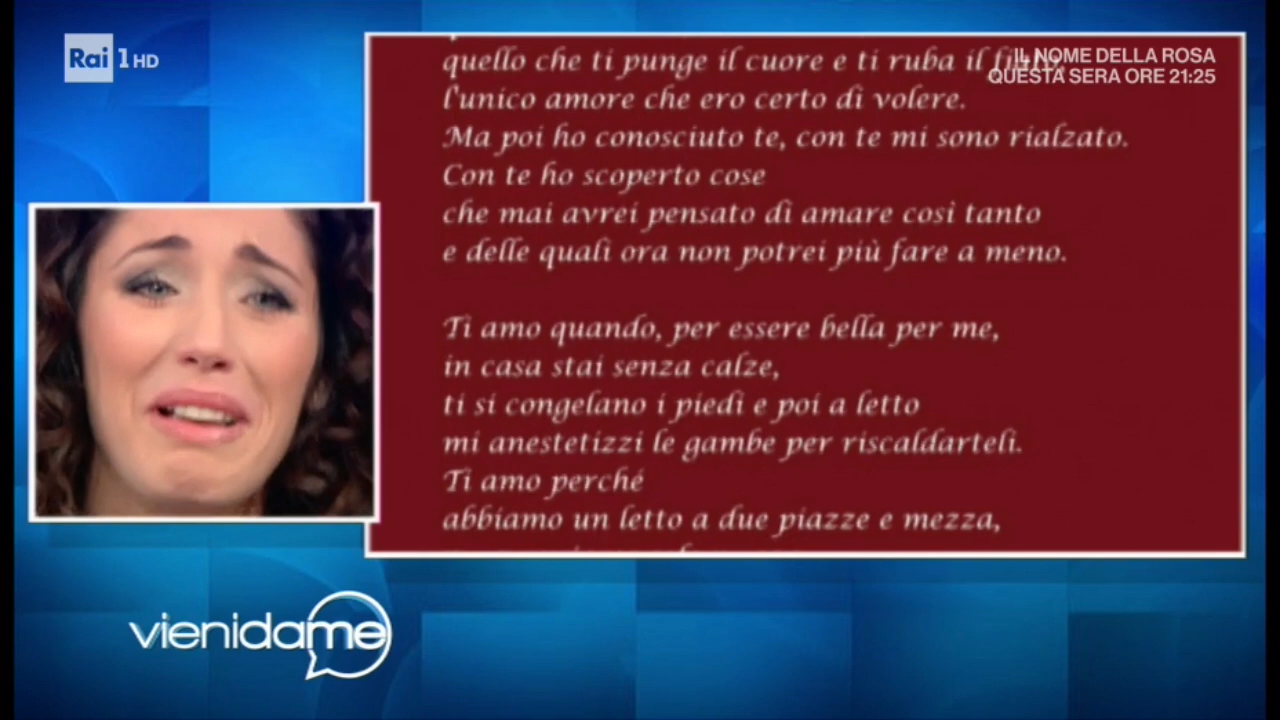 Rai 1 HD
IL NOME DELLA ROSA
QUESTA SERA ORE 21:25
quello che ti punge il cuore e ti ruba il
l'unico amore che ero certo di volere.
Ma poi ho conosciuto te, con te mi sono rialzato.
Con te ho scoperto cose
che mai avrei pensato di amare così tanto
e delle quali ora non potrei più fare a meno.
Ti amo quando, per essere bella per me,
in casa stai senza calze,
ti si congelano i piedi e poi a letto
mi anestetizzi le gambe per riscaldarteli.
Ti amo perché
abbiamo un letto a due piazze e mezza,
vienidame